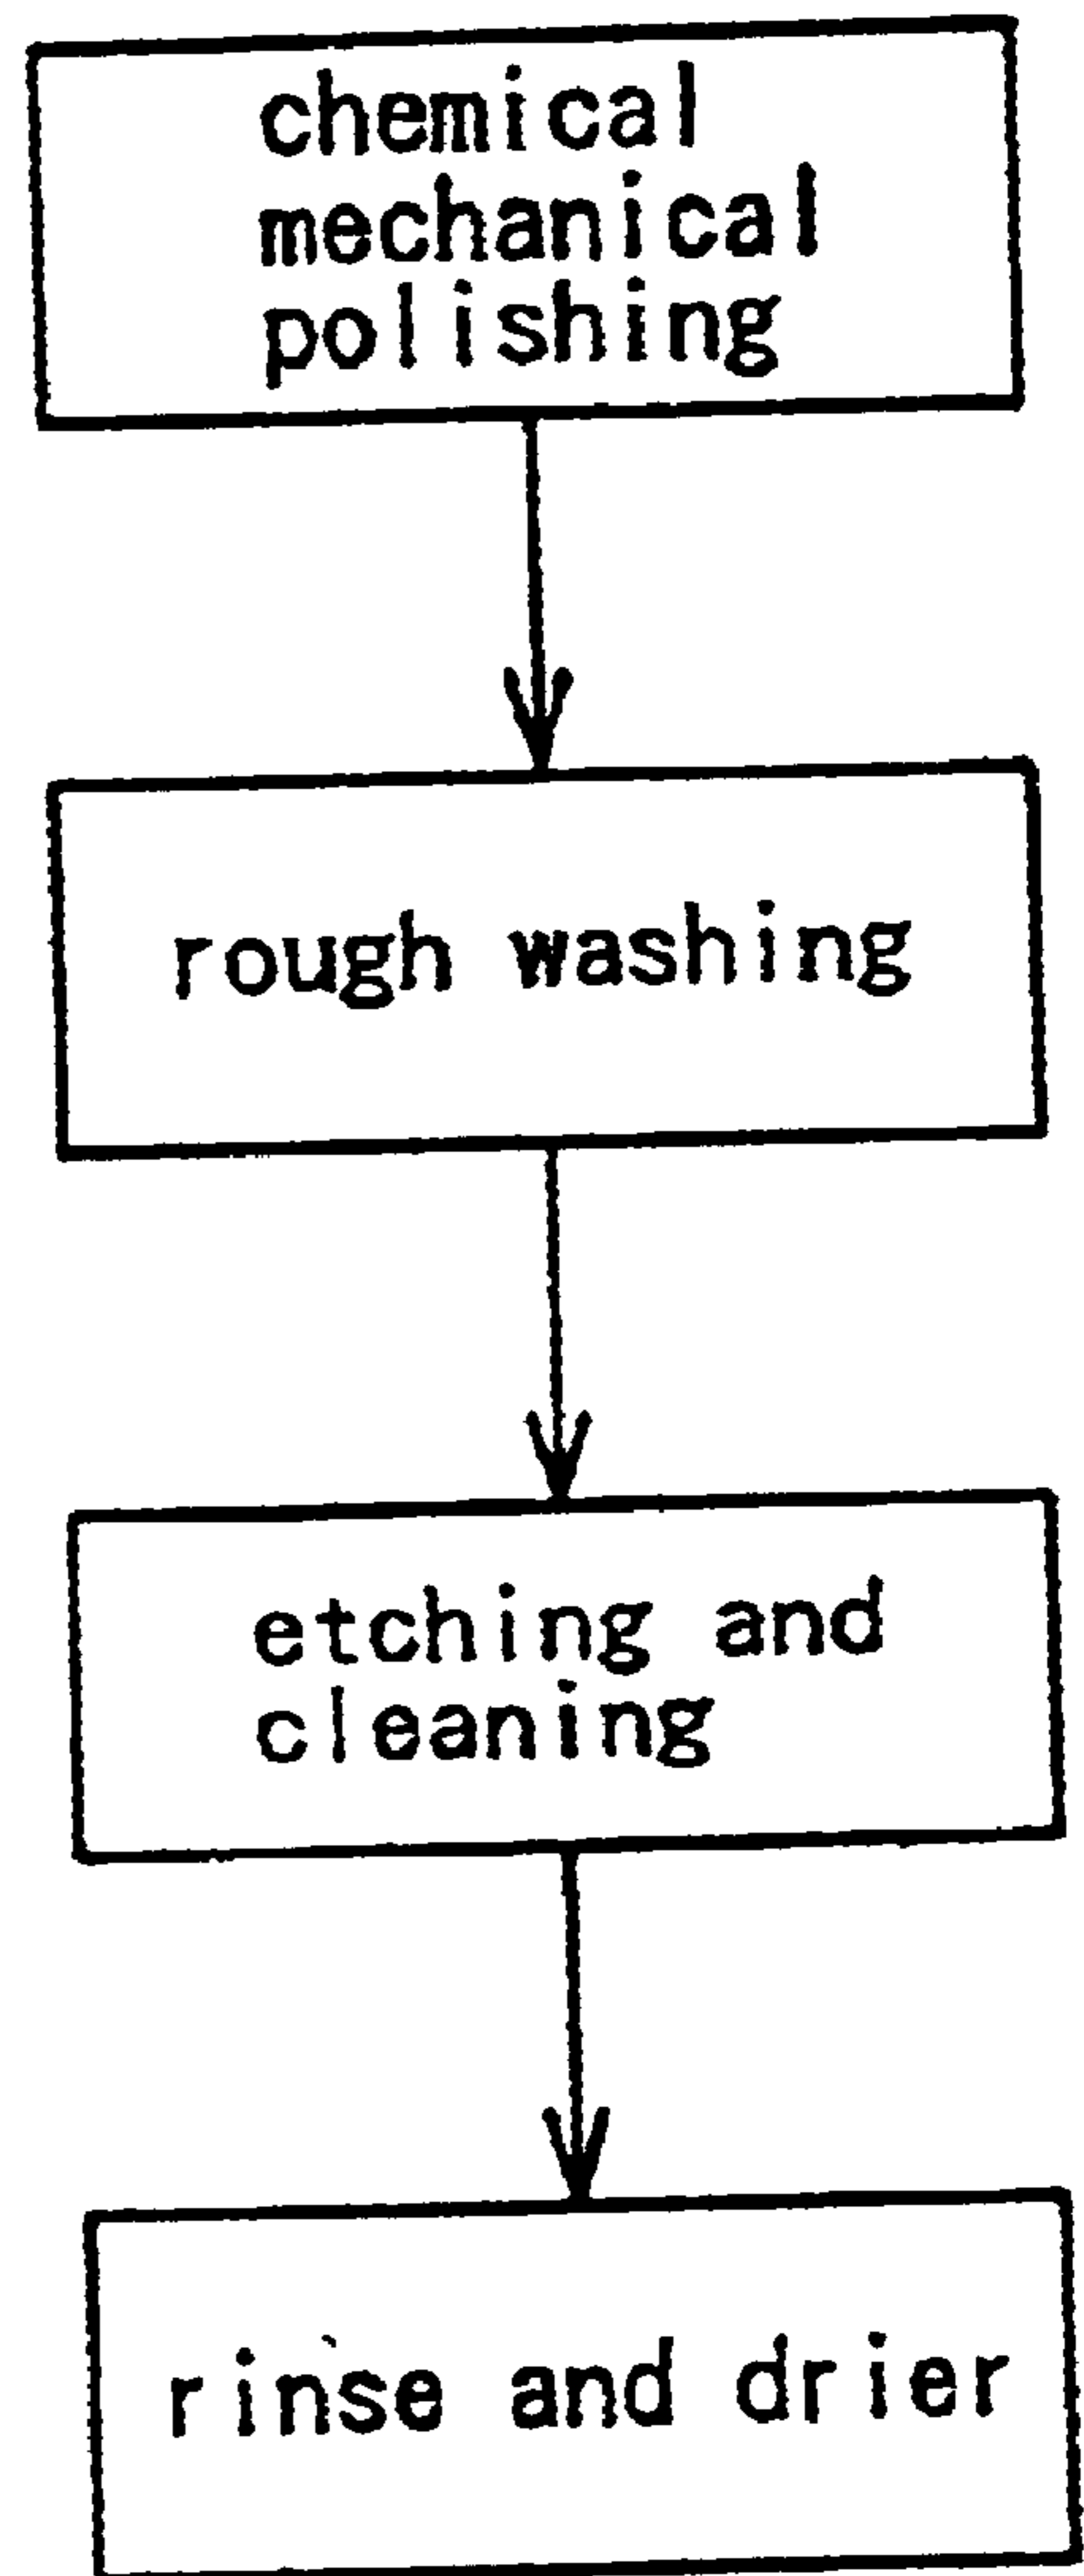 chemical
mechanical
polishing
rough washing
etching and
cleaning
rinse and drier